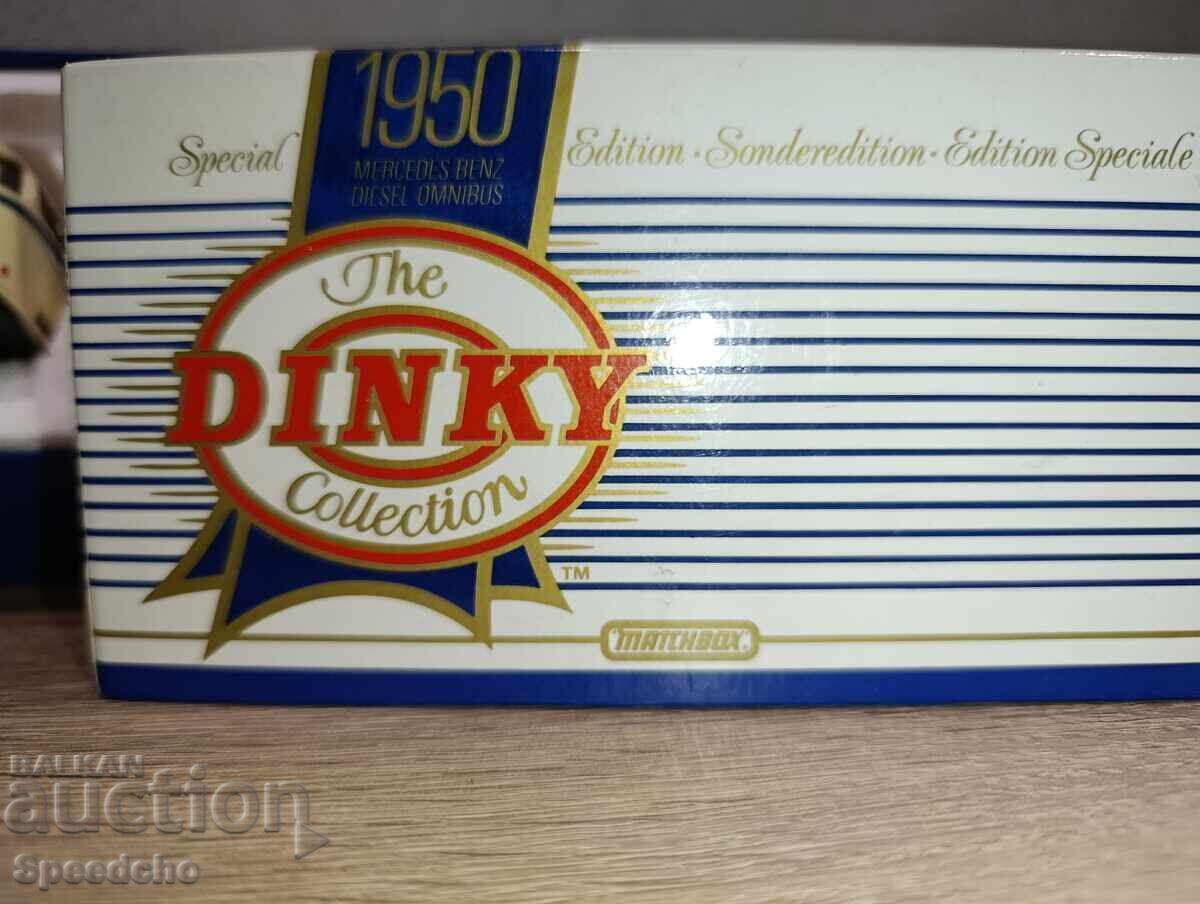 1950
MERCEDES BENZ
DIESEL OMNIBUS
Special Edition · Sonderedition · Edition Speciale
The
DINKY
Collection
TM
"MATCHBOX"
BALKAN
auction
Speedcho